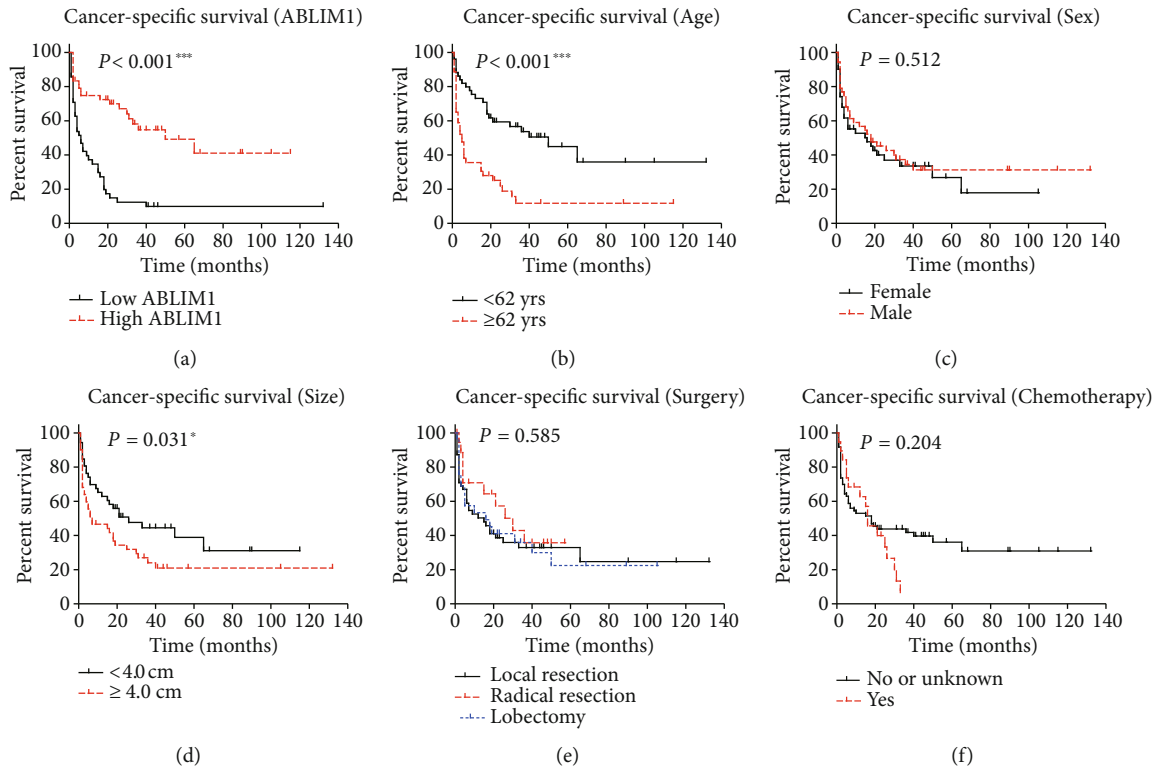 Cancer-specific survival (ABLIM1)
P < 0.001***
Percent survival
100
80
60
40
20
0
0 20 40 60 80 100 120 140
Time (months)
Low ABLIM1
High ABLIM1
(a)
Cancer-specific survival (Age)
P < 0.001***
Percent survival
100
80
60
40
20
0
0 20 40 60 80 100 120 140
Time (months)
<62 yrs
≥62 yrs
(b)
Cancer-specific survival (Sex)
P = 0.512
Percent survival
100
80
60
40
20
0
0 20 40 60 80 100 120 140
Time (months)
Female
Male
(c)
Cancer-specific survival (Size)
P = 0.031*
Percent survival
100
80
60
40
20
0
0 20 40 60 80 100 120 140
Time (months)
<4.0 cm
≥ 4.0 cm
(d)
Cancer-specific survival (Surgery)
P = 0.585
Percent survival
100
80
60
40
20
0
0 20 40 60 80 100 120 140
Time (months)
Local resection
Radical resection
Lobectomy
(e)
Cancer-specific survival (Chemotherapy)
P = 0.204
Percent survival
100
80
60
40
20
0
0 20 40 60 80 100 120 140
Time (months)
No or unknown
Yes
(f)